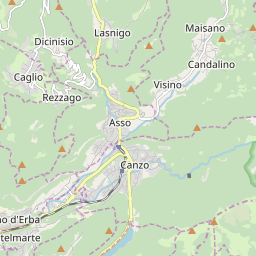 Lasnigo
Maisano
Dicinisio
Candalino
Caglio
Visino
Rezzago
Asso
Canzo
no d'Erba
telmarte